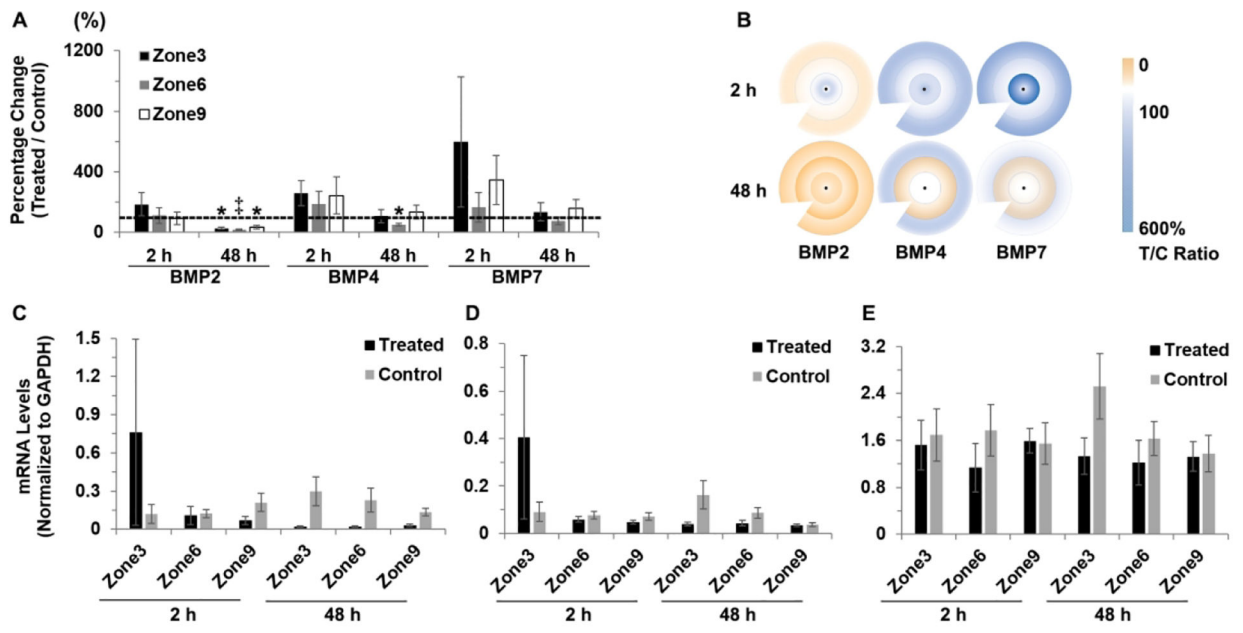 A
(%)
Percentage Change
(Treated / Control)
1200
800
400
0
Zone3
Zone6
Zone9
* ‡ *
*
2 h 48 h 2 h 48 h 2 h 48 h
BMP2 BMP4 BMP7
B
2 h
48 h
BMP2 BMP4 BMP7
0
100
600%
T/C Ratio
C
mRNA Levels
(Normalized to GAPDH)
1.5
1.2
0.9
0.6
0.3
0
Treated
Control
Zone3 Zone6 Zone9 Zone3 Zone6 Zone9
2 h 48 h
D
0.8
0.6
0.4
0.2
0
Treated
Control
Zone3 Zone6 Zone9 Zone3 Zone6 Zone9
2 h 48 h
E
3.2
2.4
1.6
0.8
0
Treated
Control
Zone3 Zone6 Zone9 Zone3 Zone6 Zone9
2 h 48 h